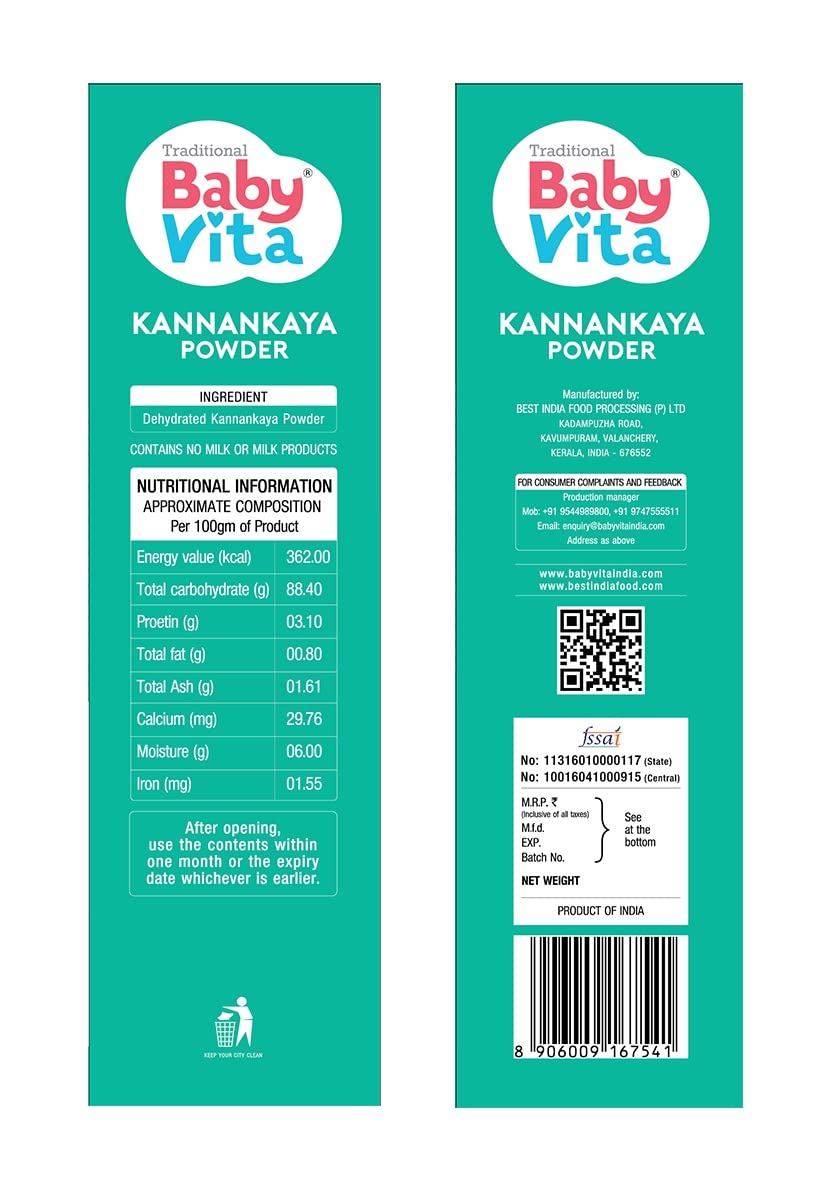 Traditional
Baby®
Vita
KANNANKAYA
POWDER
INGREDIENT
Dehydrated Kannankaya Powder
CONTAINS NO MILK OR MILK PRODUCTS
NUTRITIONAL INFORMATION
APPROXIMATE COMPOSITION
Per 100gm of Product
Energy value (kcal) 362.00
Total carbohydrate (g) 88.40
Proetin (g) 03.10
Total fat (g) 00.80
Total Ash (g) 01.61
Calcium (mg) 29.76
Moisture (g) 06.00
Iron (mg) 01.55
After opening,
use the contents within
one month or the expiry
date whichever is earlier.
KEEP YOUR CITY CLEAN
Traditional
Baby®
Vita
KANNANKAYA
POWDER
Manufactured by:
BEST INDIA FOOD PROCESSING (P) LTD
KADAMPUZHA ROAD,
KAVUMPURAM, VALANCHERY,
KERALA, INDIA - 676552
FOR CONSUMER COMPLAINTS AND FEEDBACK
Production manager
Mob: +91 9544989800, +91 9747555511
Email: enquiry@babyvitaindia.com
Address as above
www.babyvitaindia.com
www.bestindiafood.com
fssai
No: 11316010000117 (State)
No: 10016041000915 (Central)
M.R.P. ₹
(Inclusive of all taxes)
M.f.d.
EXP.
Batch No.
See
at the
bottom
NET WEIGHT
PRODUCT OF INDIA
8 906009 167541